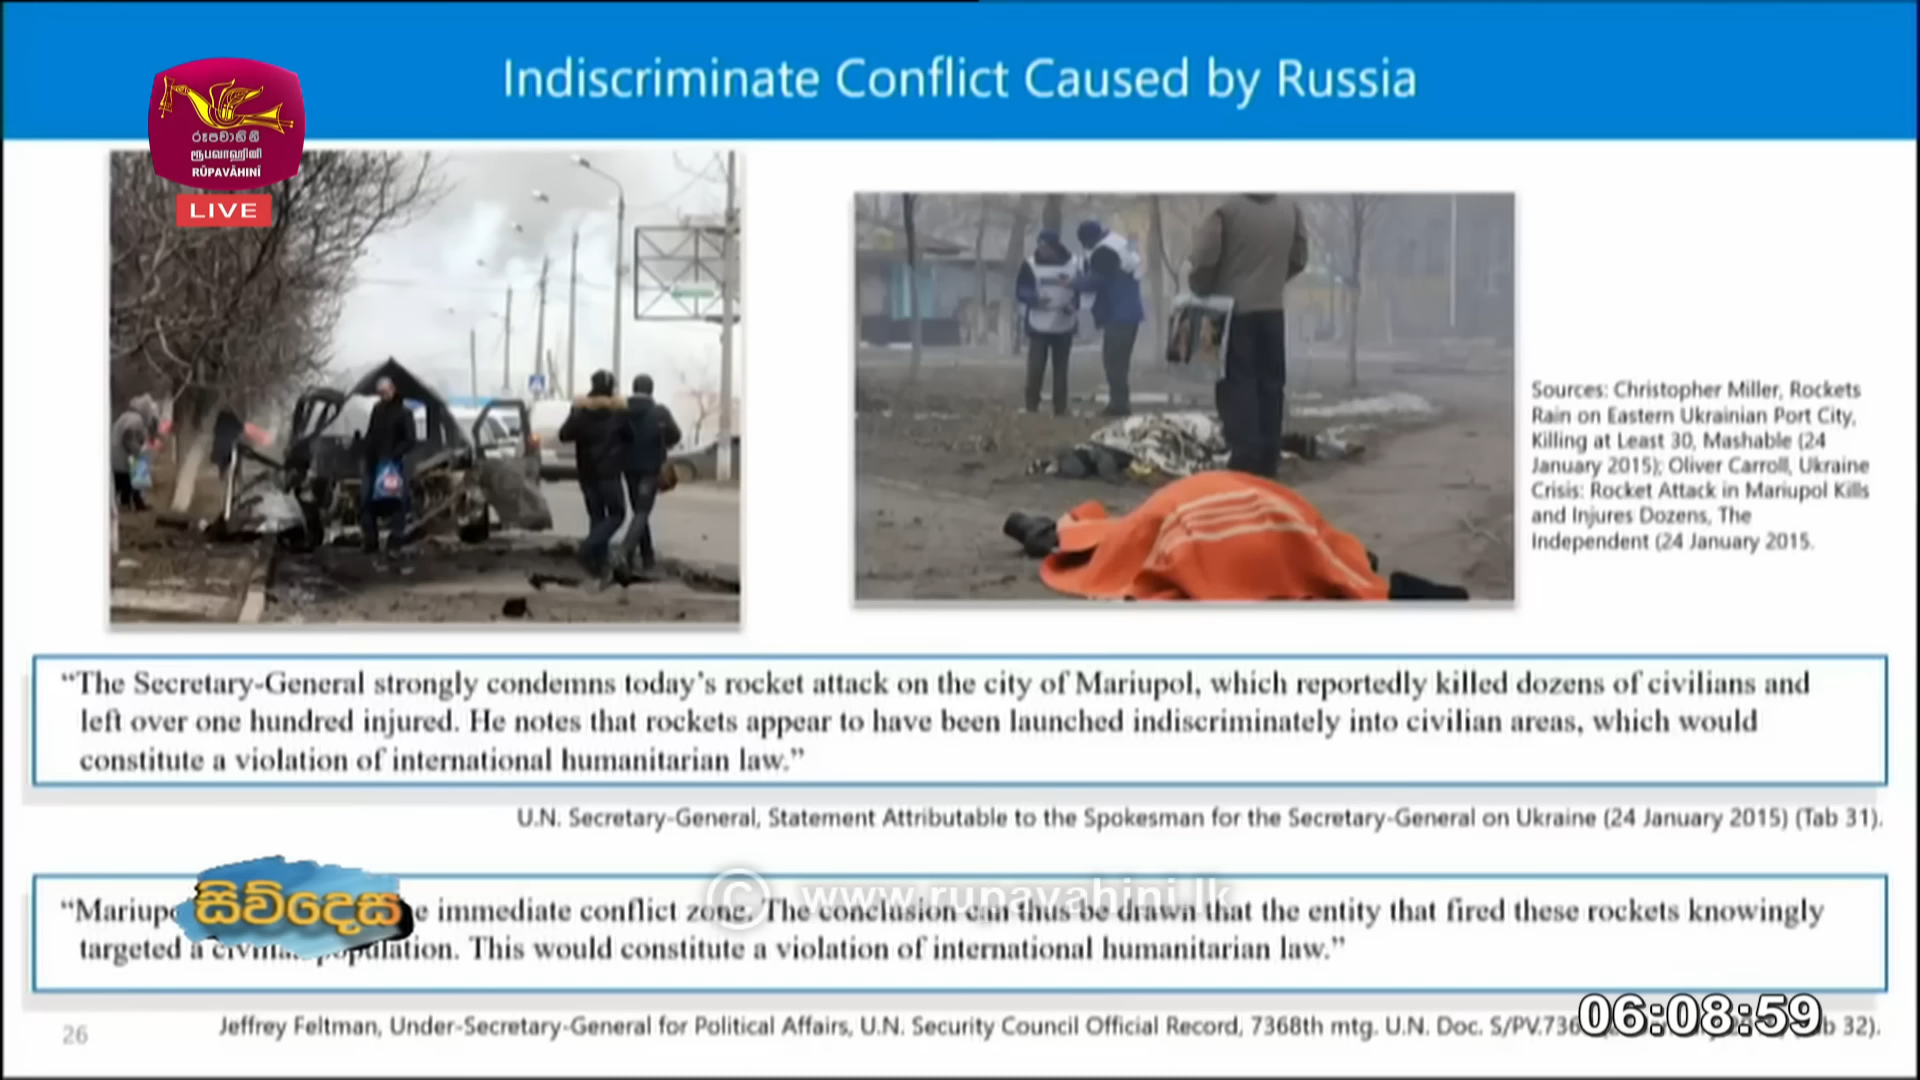 Indiscriminate Conflict Caused by Russia
රූපවාහිනී
ரூபவாஹினி
RŪPAVĀHINĪ
LIVE
Sources: Christopher Miller, Rockets
Rain on Eastern Ukrainian Port City,
Killing at Least 30, Mashable (24
January 2015); Oliver Carroll, Ukraine
Crisis: Rocket Attack in Mariupol Kills
and Injures Dozens, The
Independent (24 January 2015.
“The Secretary-General strongly condemns today’s rocket attack on the city of Mariupol, which reportedly killed dozens of civilians and
left over one hundred injured. He notes that rockets appear to have been launched indiscriminately into civilian areas, which would
constitute a violation of international humanitarian law.”
U.N. Secretary-General, Statement Attributable to the Spokesman for the Secretary-General on Ukraine (24 January 2015) (Tab 31).
සිව්දෙස
© www.rupavahini.lk
immediate conflict zone. The conclusion can thus be drawn that the entity that fired these rockets knowingly
targeted a population. This would constitute a violation of international humanitarian law.”
26
Jeffrey Feltman, Under-Secretary-General for Political Affairs, U.N. Security Council Official Record, 7368th mtg. U.N. Doc. S/PV.736 32).
06:08:59